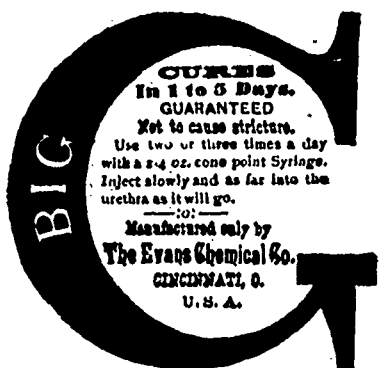 BIG
G
CURES
In 1 to 5 Days.
GUARANTEED
Not to cause stricture.
Use two or three times a day
with a 1/4 oz. cone point Syringe.
Inject slowly and as far into the
urethra as it will go.
—:o:—
Manufactured only by
The Evans Chemical Co.
CINCINNATI, O.
U. S. A.